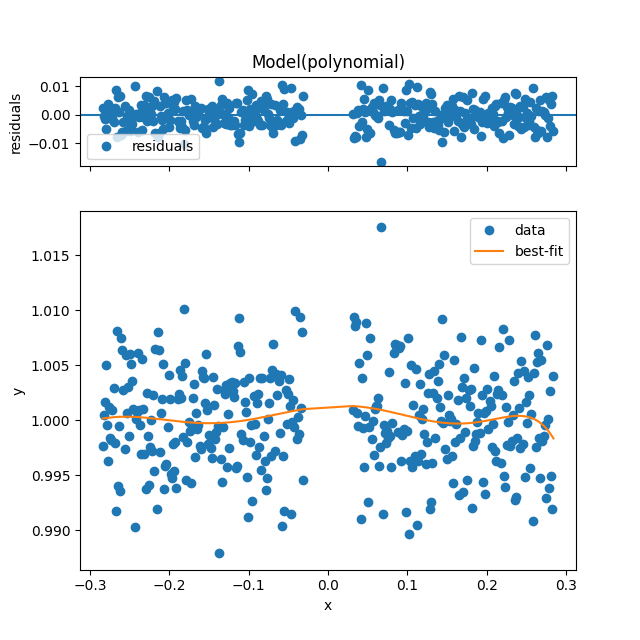 Model(polynomial)
0.01
0.00
−0.01
residuals
residuals
1.015
1.010
1.005
1.000
0.995
0.990
y
data
best-fit
−0.3 −0.2 −0.1 0.0 0.1 0.2 0.3
x